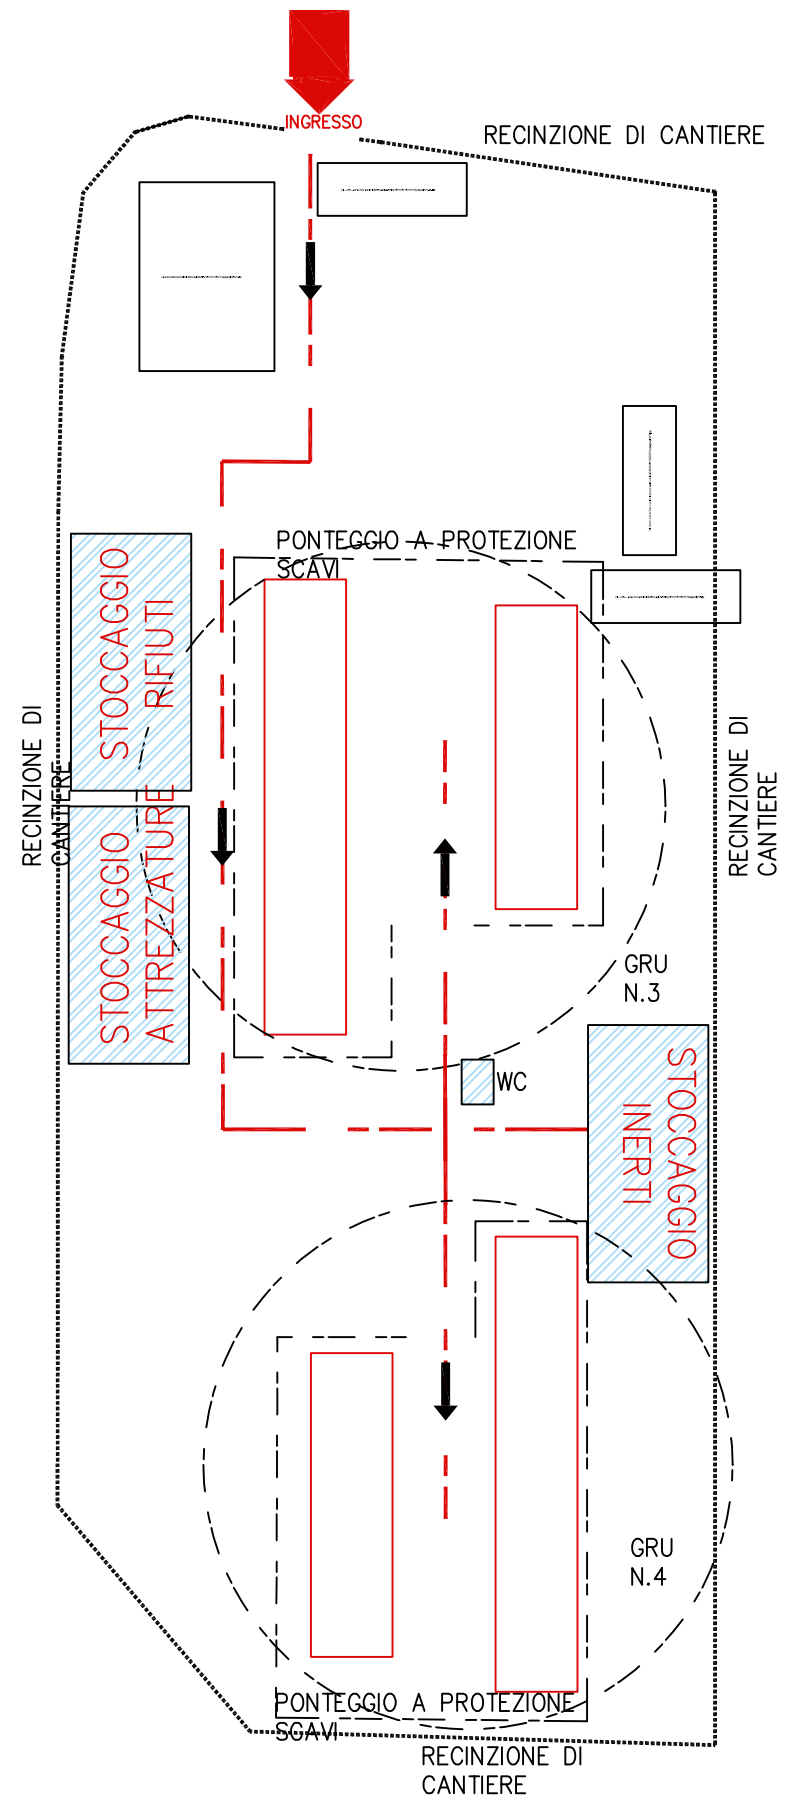 INGRESSO
RECINZIONE DI CANTIERE
PONTEGGIO A PROTEZIONE
SCAVI
STOCCAGGIO
RIFIUTI
RECINZIONE DI
CANTIERE
RECINZIONE DI
CANTIERE
STOCCAGGIO
ATTREZZATURE
GRU
N.3
WC
STOCCAGGIO
INERTI
GRU
N.4
PONTEGGIO A PROTEZIONE
SCAVI
RECINZIONE DI
CANTIERE